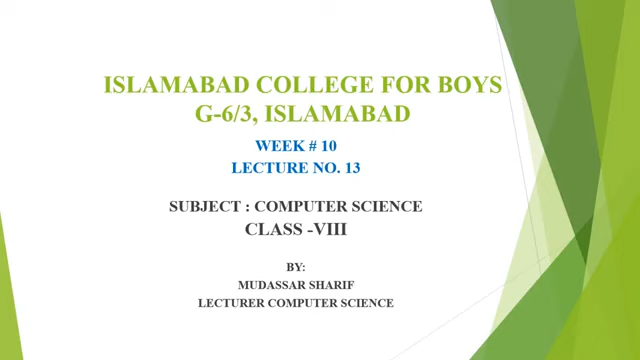 ISLAMABAD COLLEGE FOR BOYS
G-6/3, ISLAMABAD
WEEK # 10
LECTURE NO. 13
SUBJECT : COMPUTER SCIENCE
CLASS -VIII
BY:
MUDASSAR SHARIF
LECTURER COMPUTER SCIENCE